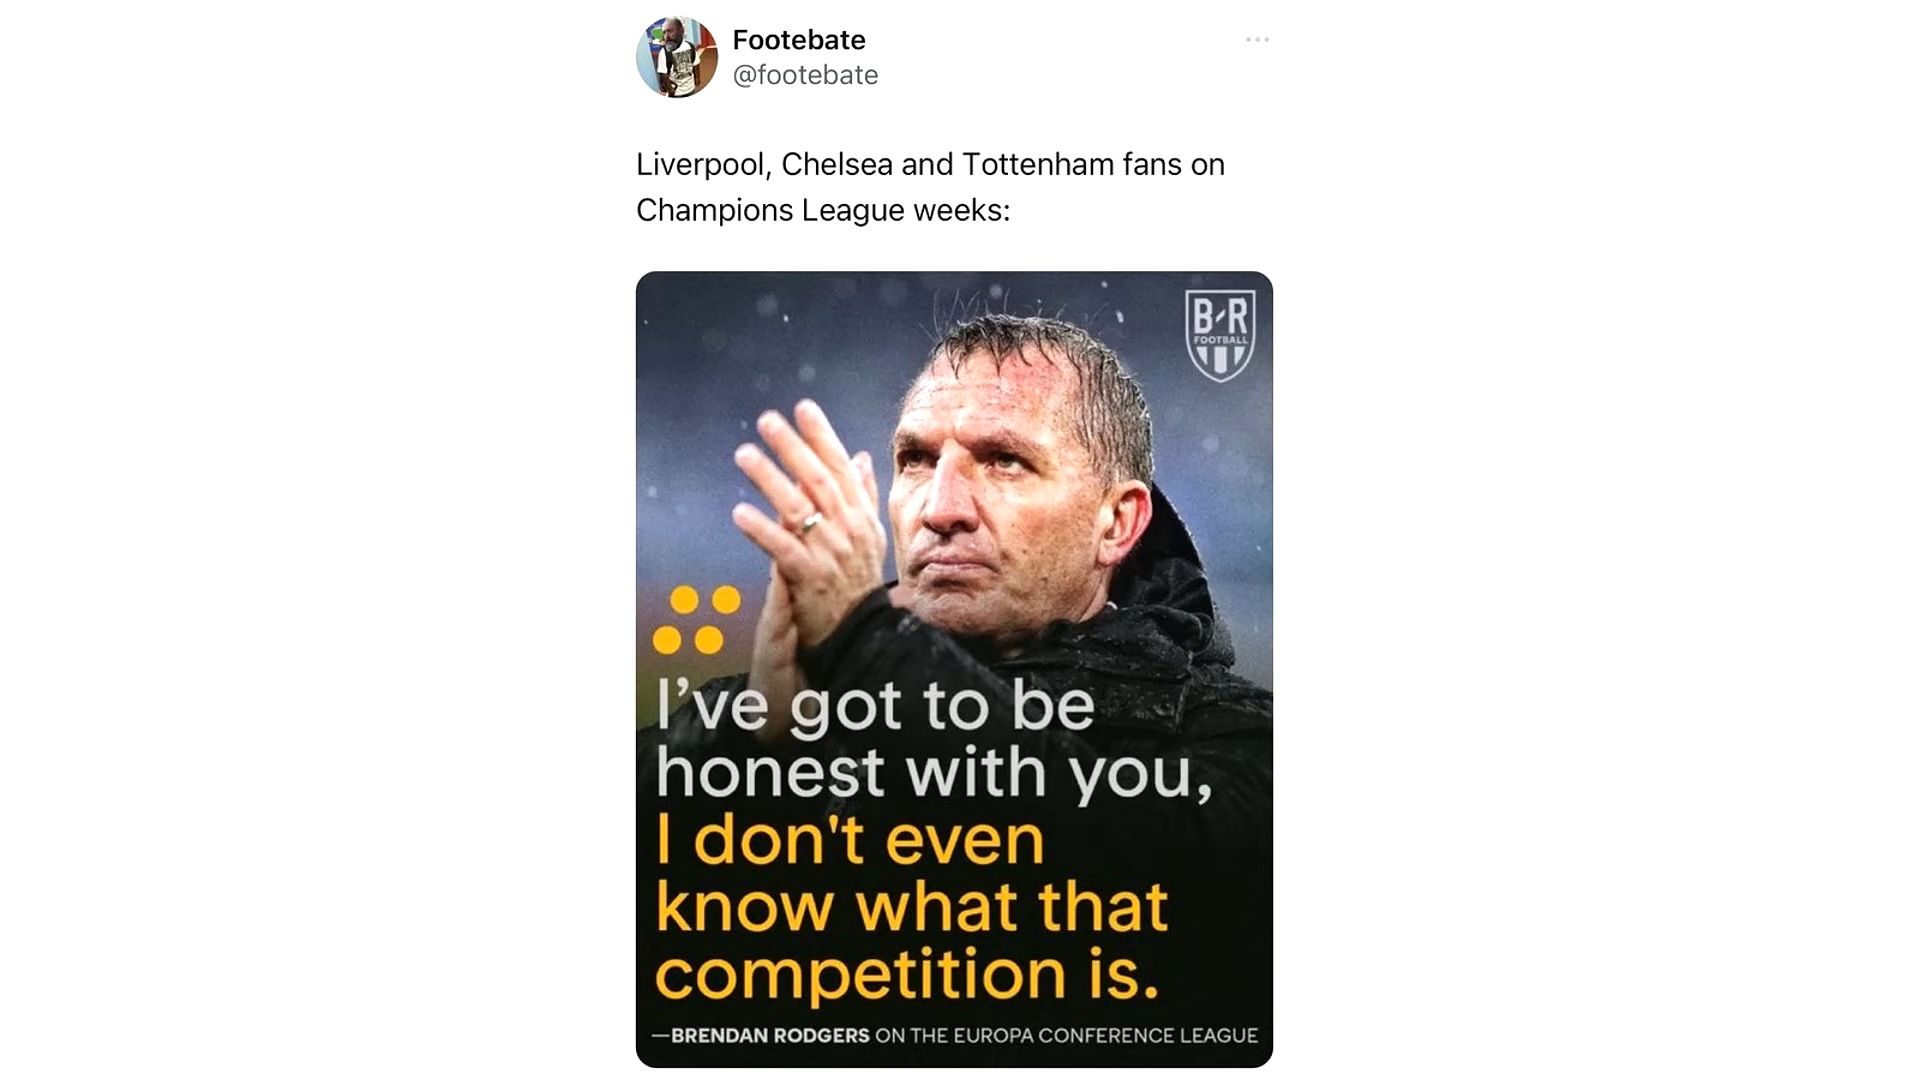 Footebate
@footebate
Liverpool, Chelsea and Tottenham fans on
Champions League weeks:
B/R
FOOTBALL
I’ve got to be
honest with you,
I don't even
know what that
competition is.
—BRENDAN RODGERS ON THE EUROPA CONFERENCE LEAGUE